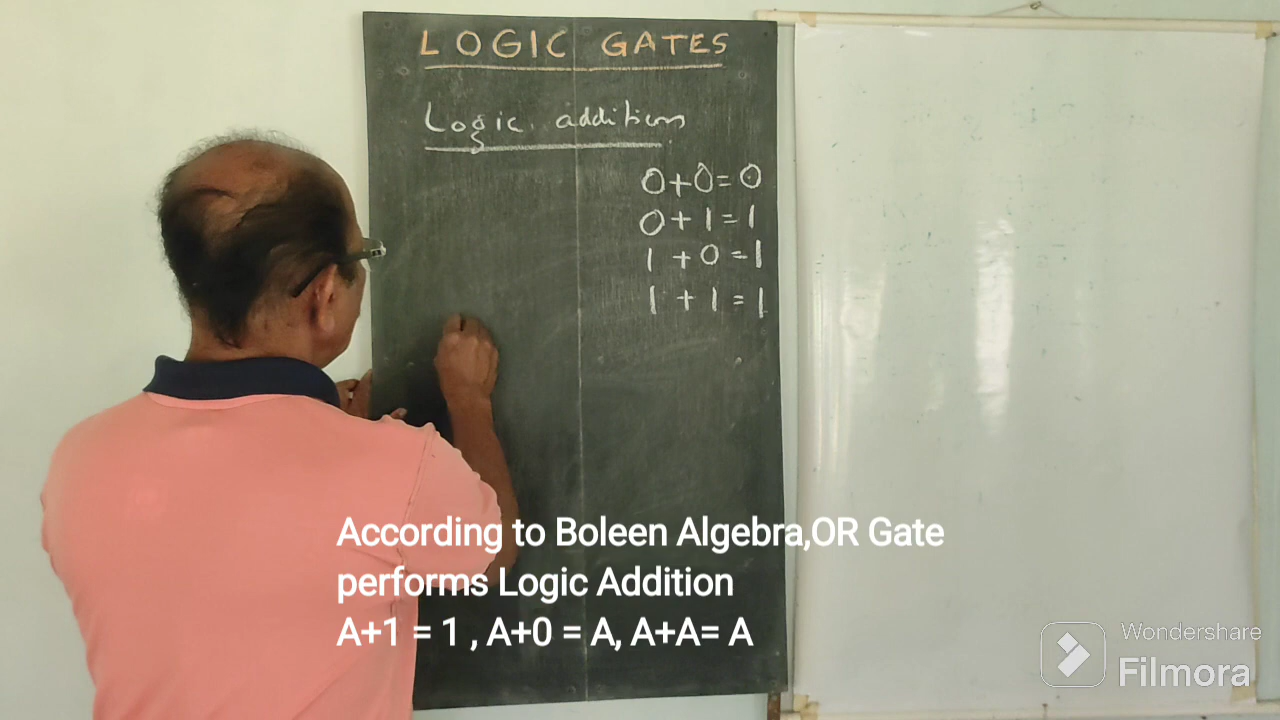 LOGIC GATES
Logic addition
0+0=0
0+1=1
1+0=1
1+1=1
According to Boleen Algebra,OR Gate
performs Logic Addition
A+1 = 1 , A+0 = A, A+A= A
Wondershare
Filmora